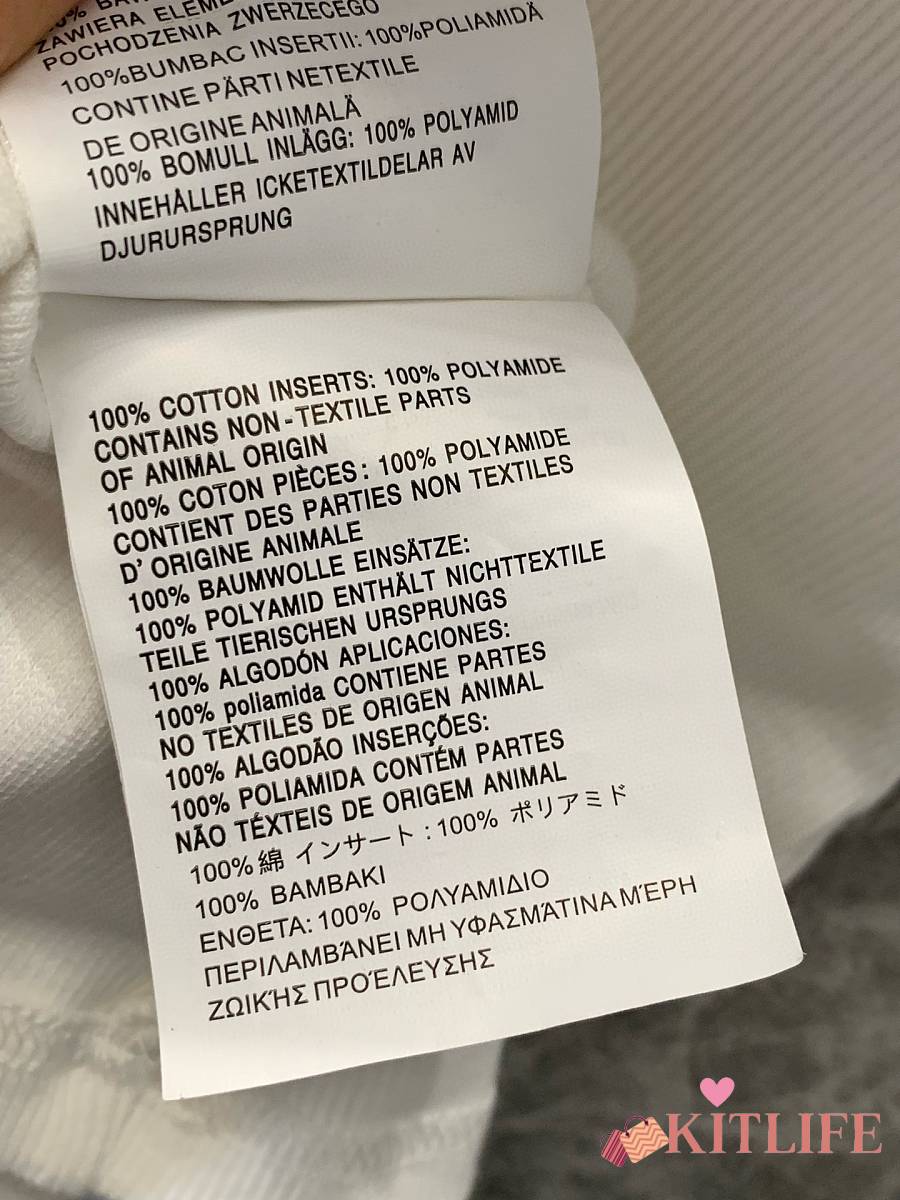 ZAWIERA
POCHODZENIA ZWERZECEGO
100%BUMBAC INSERTII: 100%POLIAMIDÄ
CONTINE PÄRTI NETEXTILE
DE ORIGINE ANIMALÄ
100% BOMULL INLÄGG: 100% POLYAMID
INNEHÅLLER ICKETEXTILDELAR AV
DJURURSPRUNG
100% COTTON INSERTS: 100% POLYAMIDE
CONTAINS NON-TEXTILE PARTS
OF ANIMAL ORIGIN
100% COTON PIÈCES: 100% POLYAMIDE
CONTIENT DES PARTIES NON TEXTILES
D' ORIGINE ANIMALE
100% BAUMWOLLE EINSÄTZE:
100% POLYAMID ENTHÄLT NICHTTEXTILE
TEILE TIERISCHEN URSPRUNGS
100% ALGODÓN APLICACIONES:
100% poliamida CONTIENE PARTES
NO TEXTILES DE ORIGEN ANIMAL
100% ALGODÃO INSERÇÕES:
100% POLIAMIDA CONTÉM PARTES
NÃO TÉXTEIS DE ORIGEM ANIMAL
100%綿 インサート : 100% ポリアミド
100% ΒΑΜΒΑΚΙ
ΕΝΘΕΤΑ: 100% ΡΟΛΥΑΜΙΔΙΟ
ΠΕΡΙΛΑΜΒΆΝΕΙ ΜΗ ΥΦΑΣΜΆΤΙΝΑ ΜΈΡΗ
ΖΩΙΚΉΣ ΠΡΟΈΛΕΥΣΗΣ
KITLIFE